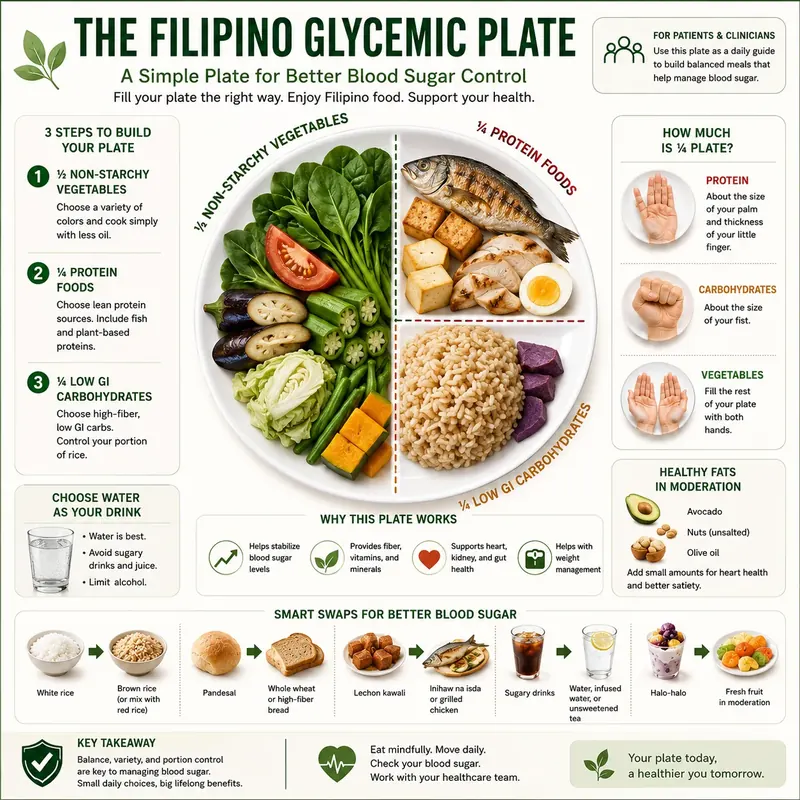 THE FILIPINO GLYCEMIC PLATE
A Simple Plate for Better Blood Sugar Control
Fill your plate the right way. Enjoy Filipino food. Support your health.
FOR PATIENTS & CLINICIANS
Use this plate as a daily guide
to build balanced meals that
help manage blood sugar.
3 STEPS TO BUILD
YOUR PLATE
1
½ NON-STARCHY
VEGETABLES
Choose a variety of
colors and cook simply
with less oil.
2
¼ PROTEIN
FOODS
Choose lean protein
sources. Include fish
and plant-based
proteins.
3
¼ LOW GI
CARBOHYDRATES
Choose high-fiber,
low GI carbs.
Control your portion
of rice.
½ NON-STARCHY VEGETABLES
¼ PROTEIN FOODS
¼ LOW GI CARBOHYDRATES
HOW MUCH
IS ¼ PLATE?
PROTEIN
About the size
of your palm
and thickness
of your little
finger.
CARBOHYDRATES
About the size
of your fist.
VEGETABLES
Fill the rest
of your plate
with both
hands.
CHOOSE WATER
AS YOUR DRINK
• Water is best.
• Avoid sugary
drinks and juice.
• Limit alcohol.
WHY THIS PLATE WORKS
Helps stabilize
blood sugar
levels
Provides fiber,
vitamins, and
minerals
Supports heart,
kidney, and gut
health
Helps with
weight
management
HEALTHY FATS
IN MODERATION
Avocado
Nuts (unsalted)
Olive oil
Add small amounts for heart health
and better satiety.
SMART SWAPS FOR BETTER BLOOD SUGAR
White rice
Brown rice
(or mix with
red rice)
Pandesal
Whole wheat
or high-fiber
bread
Lechon kawali
Inihaw na isda
or grilled
chicken
Sugary drinks
Water, infused
water, or
unsweetened
tea
Halo-halo
Fresh fruit
in moderation
KEY TAKEAWAY
Balance, variety, and portion control
are key to managing blood sugar.
Small daily choices, big lifelong benefits.
Eat mindfully. Move daily.
Check your blood sugar.
Work with your healthcare team.
Your plate today,
a healthier you tomorrow.